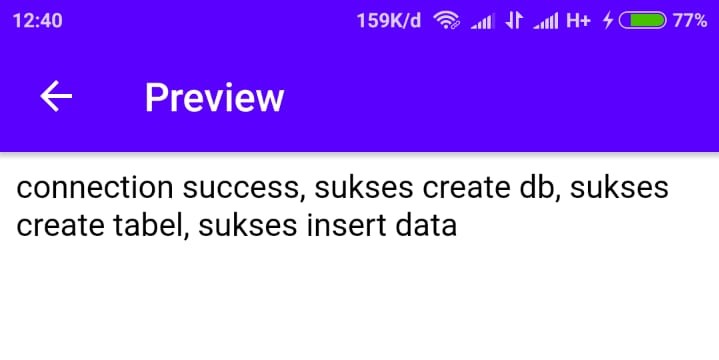 12:40 159K/d H+ 77%
Preview
connection success, sukses create db, sukses
create tabel, sukses insert data